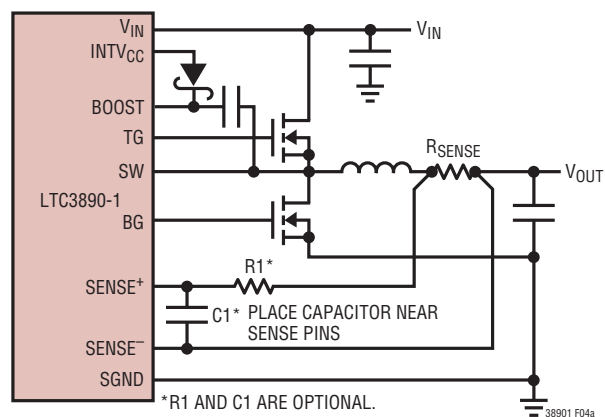 VIN
VIN
INTVCC
BOOST
TG
RSENSE
SW
VOUT
LTC3890-1
BG
R1*
SENSE+
C1* PLACE CAPACITOR NEAR
SENSE PINS
SENSE–
SGND
*R1 AND C1 ARE OPTIONAL.
38901 F04a